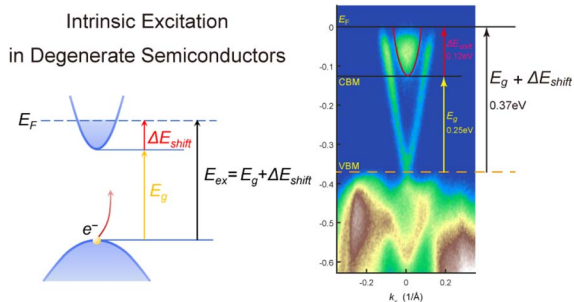 Intrinsic Excitation
in Degenerate Semiconductors
E_F
ΔE_shift
E_g
E_ex= E_g+ΔE_shift
e⁻
E_F
0
-0.1
-0.2
-0.3
-0.4
-0.5
-0.6
ΔE_shift
0.12eV
CBM
E_g
0.25eV
VBM
E_g + ΔE_shift
0.37eV
-0.2
0
0.2
k_x (1/Å)